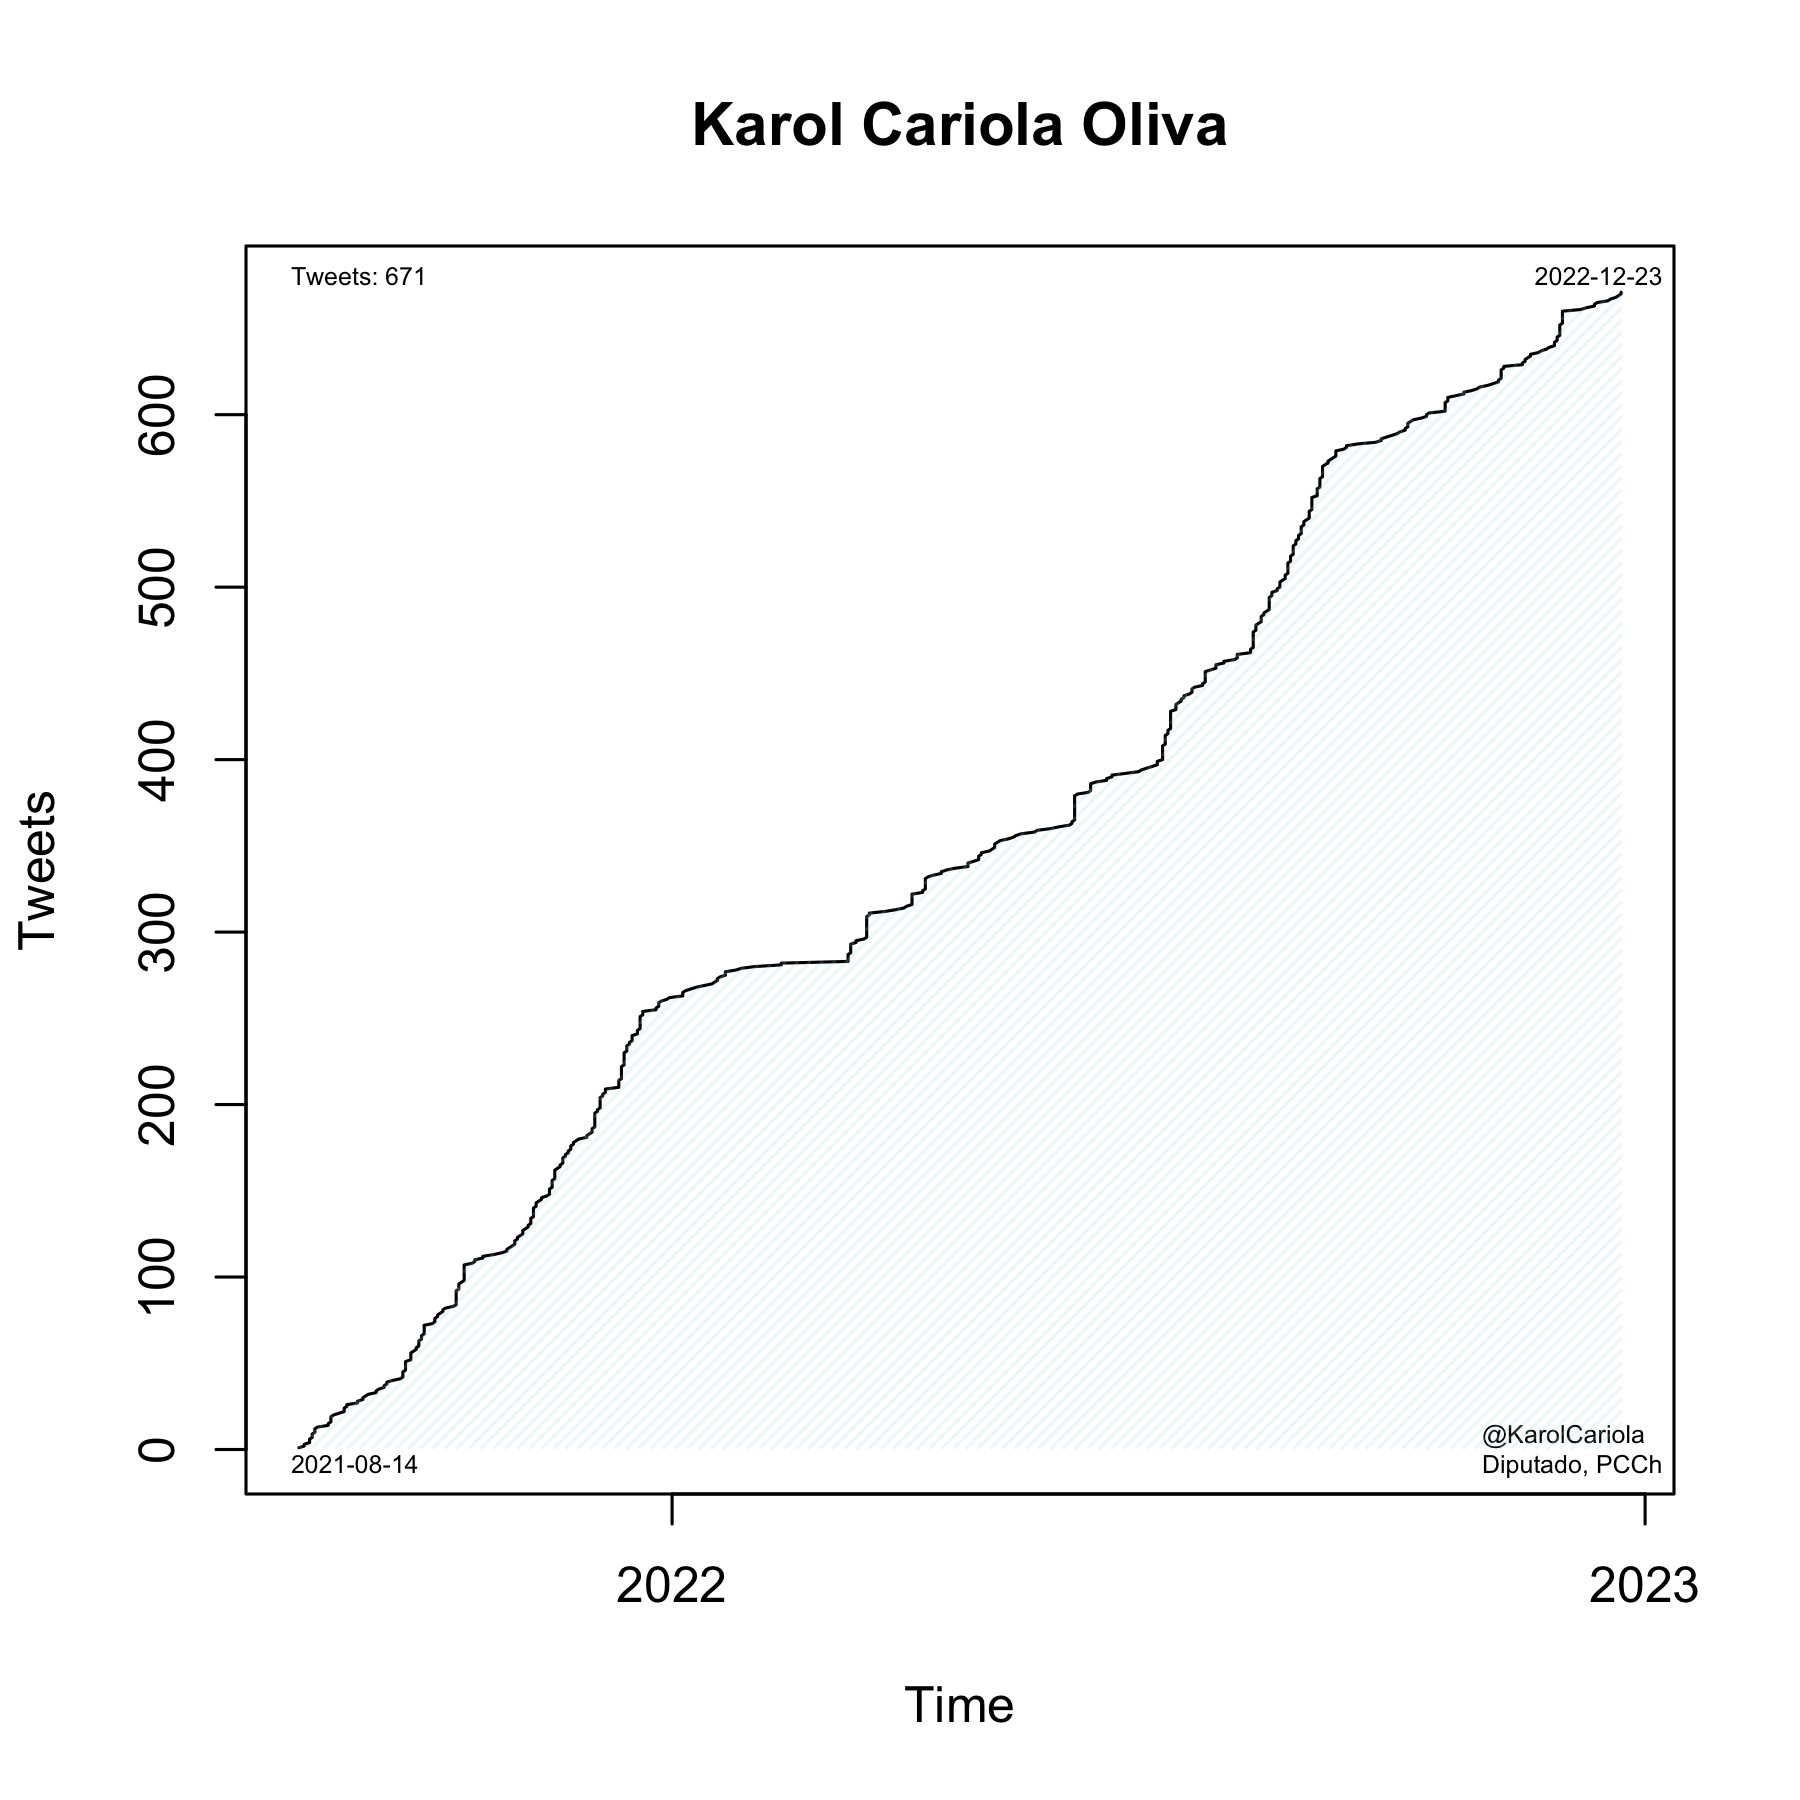 Karol Cariola Oliva
Tweets: 671
2022-12-23
Tweets
600
500
400
300
200
100
0
2021-08-14
@KarolCariola
Diputado, PCCh
2022
2023
Time